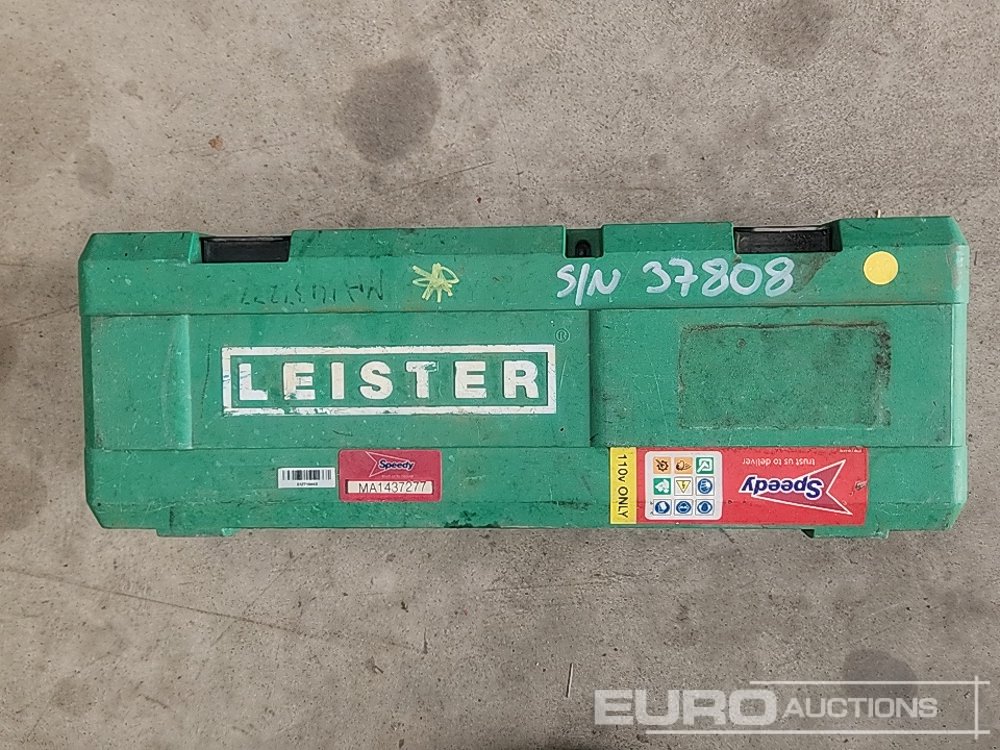 MA1437277
S/N 37808
LEISTER®
Speedy
MA1437277
110v ONLY
Speedy
trust us to deliver
EURO AUCTIONS